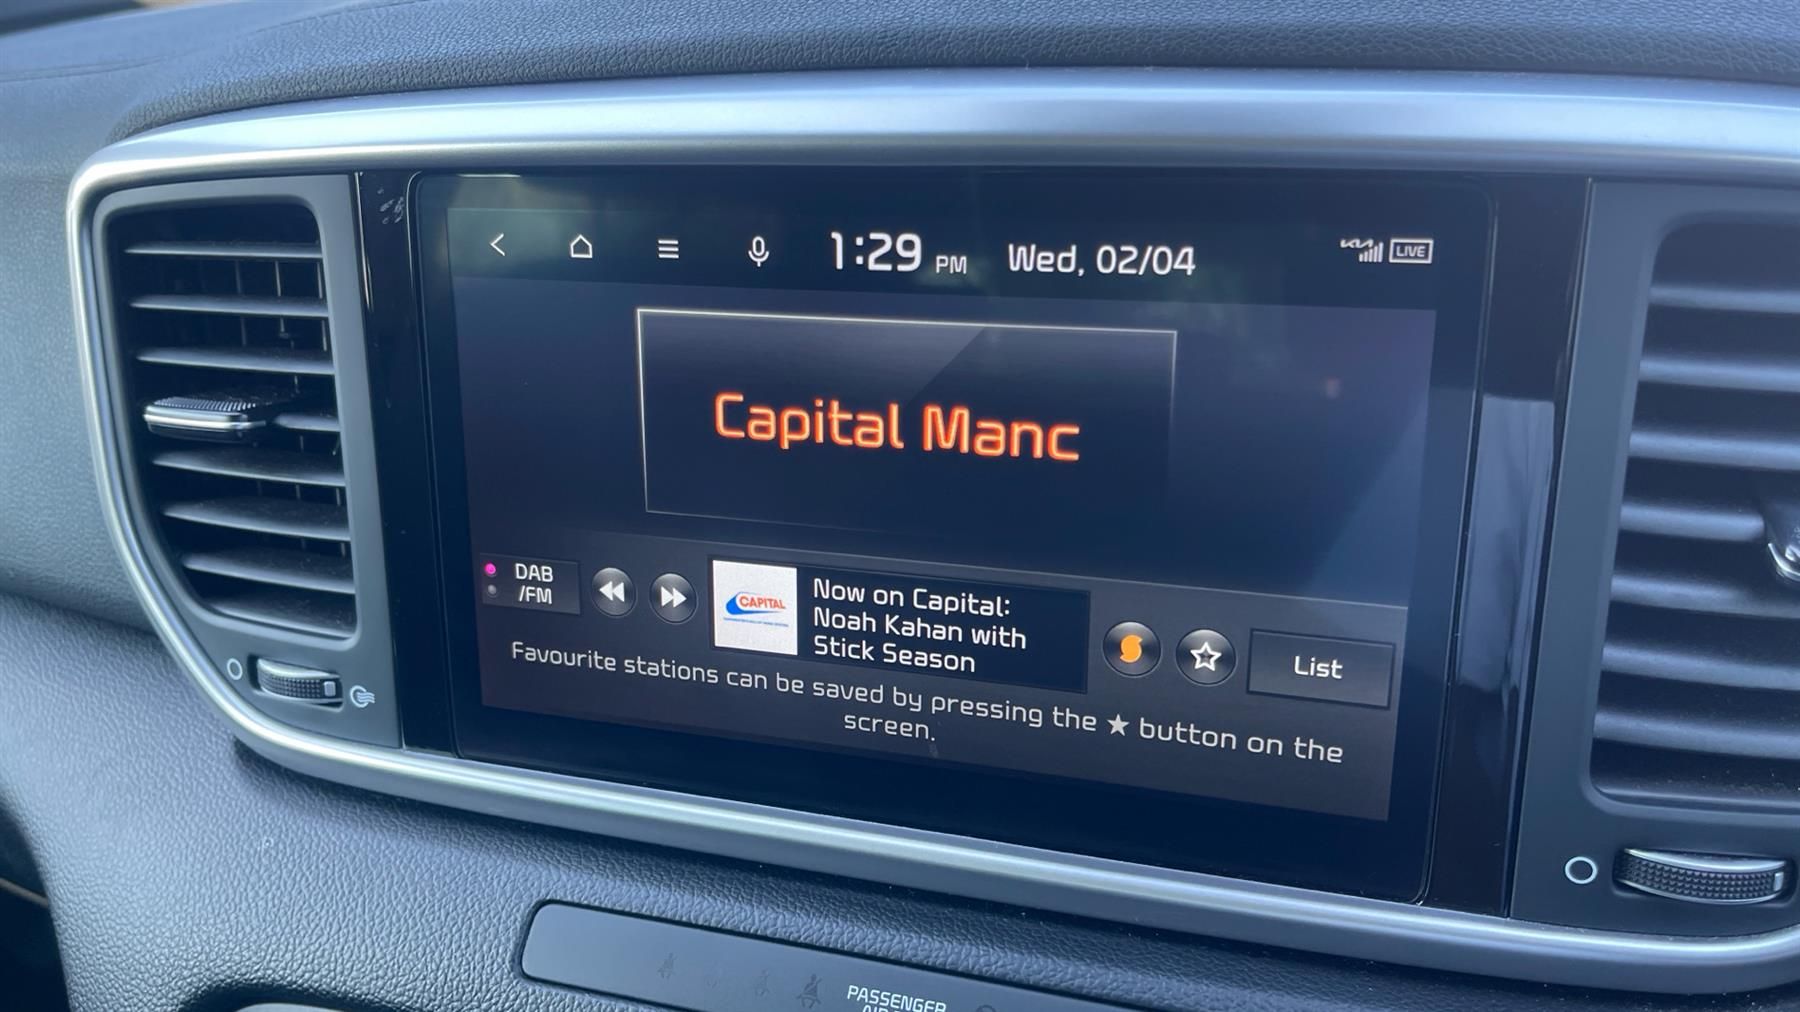 1:29 PM Wed, 02/04
KIA LIVE
Capital Manc
DAB
/FM
CAPITAL
Now on Capital:
Noah Kahan with
Stick Season
List
Favourite stations can be saved by pressing the ★ button on the
screen.
PASSENGER